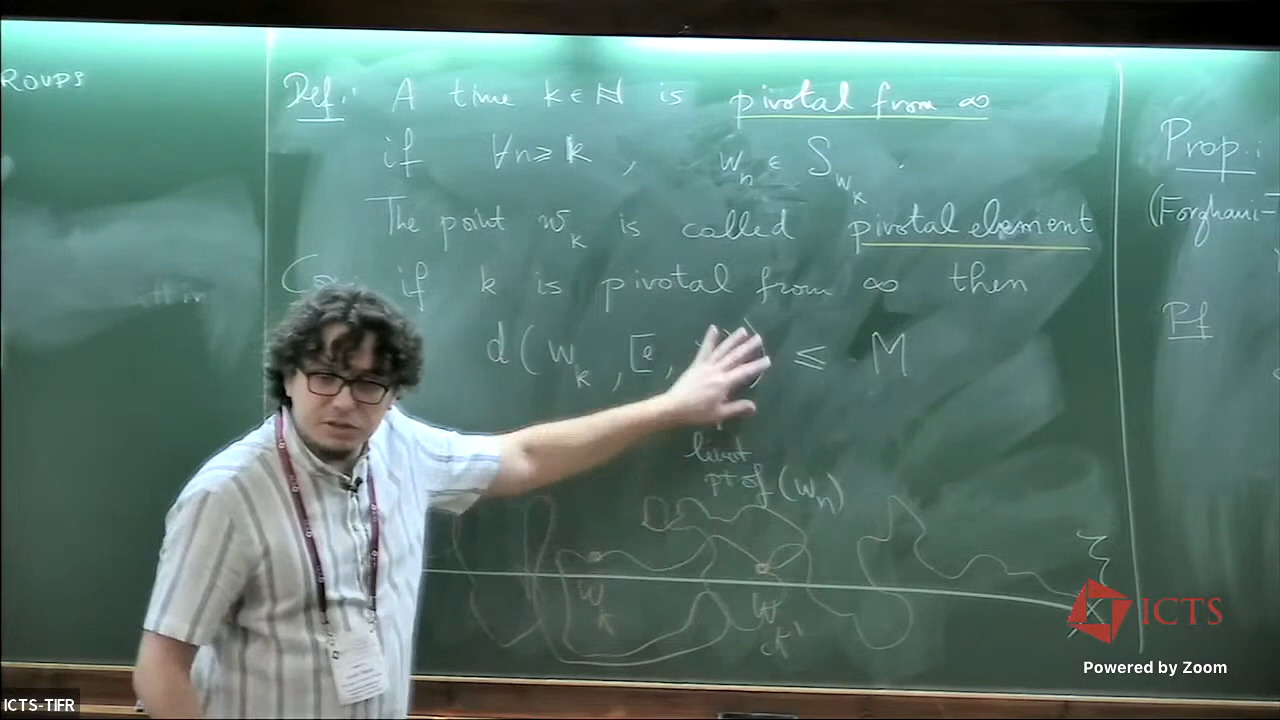 ROUPS
Def: A time k ∈ ℕ is pivotal from ∞
if ∀n ≥ k , w_n ∈ S_{w_k} .
The point w_k is called pivotal element
if k is pivotal from ∞ then
d ( w_k , [e, ) ≤ M
pt of (w_n)
ξ
w_k
w_{k'}
Prop.:
(Forghani-T
Pf
ICTS
Powered by Zoom
ICTS-TIFR